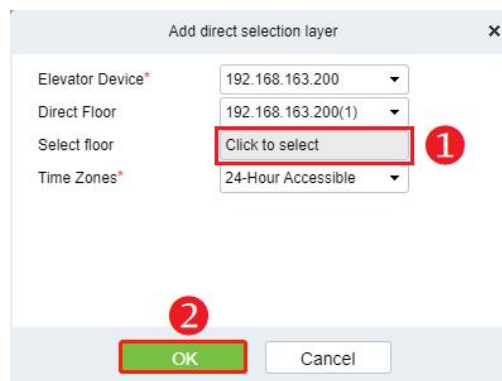 Add direct selection layer ×
Elevator Device* 192.168.163.200
Direct Floor 192.168.163.200(1)
Select floor Click to select 1
Time Zones* 24-Hour Accessible
2
OK Cancel